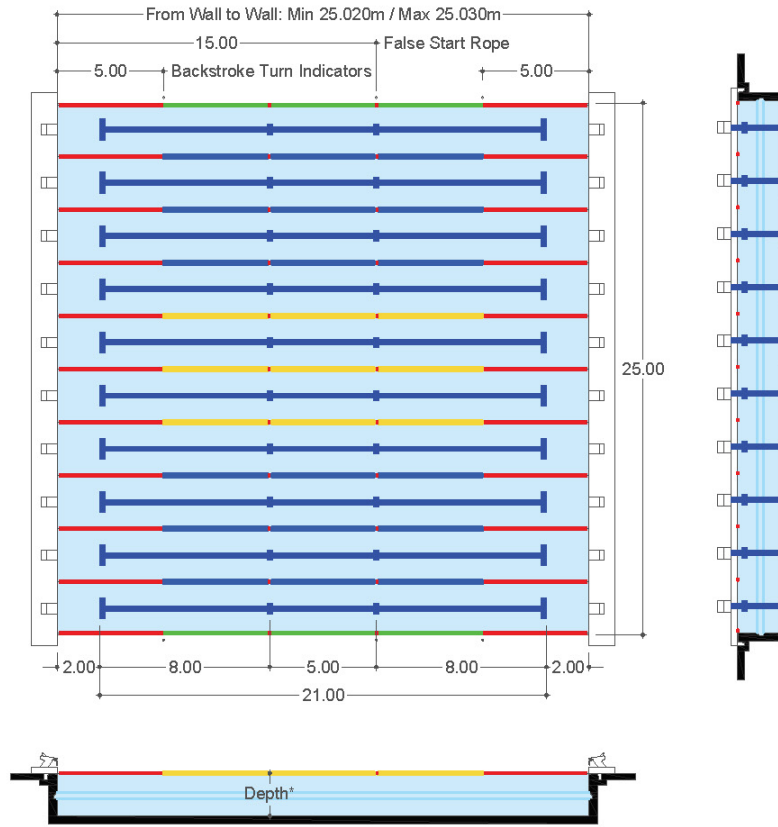 From Wall to Wall: Min 25.020m / Max 25.030m
15.00 False Start Rope
5.00 Backstroke Turn Indicators 5.00
25.00
2.00 8.00 5.00 8.00 2.00
21.00
Depth*